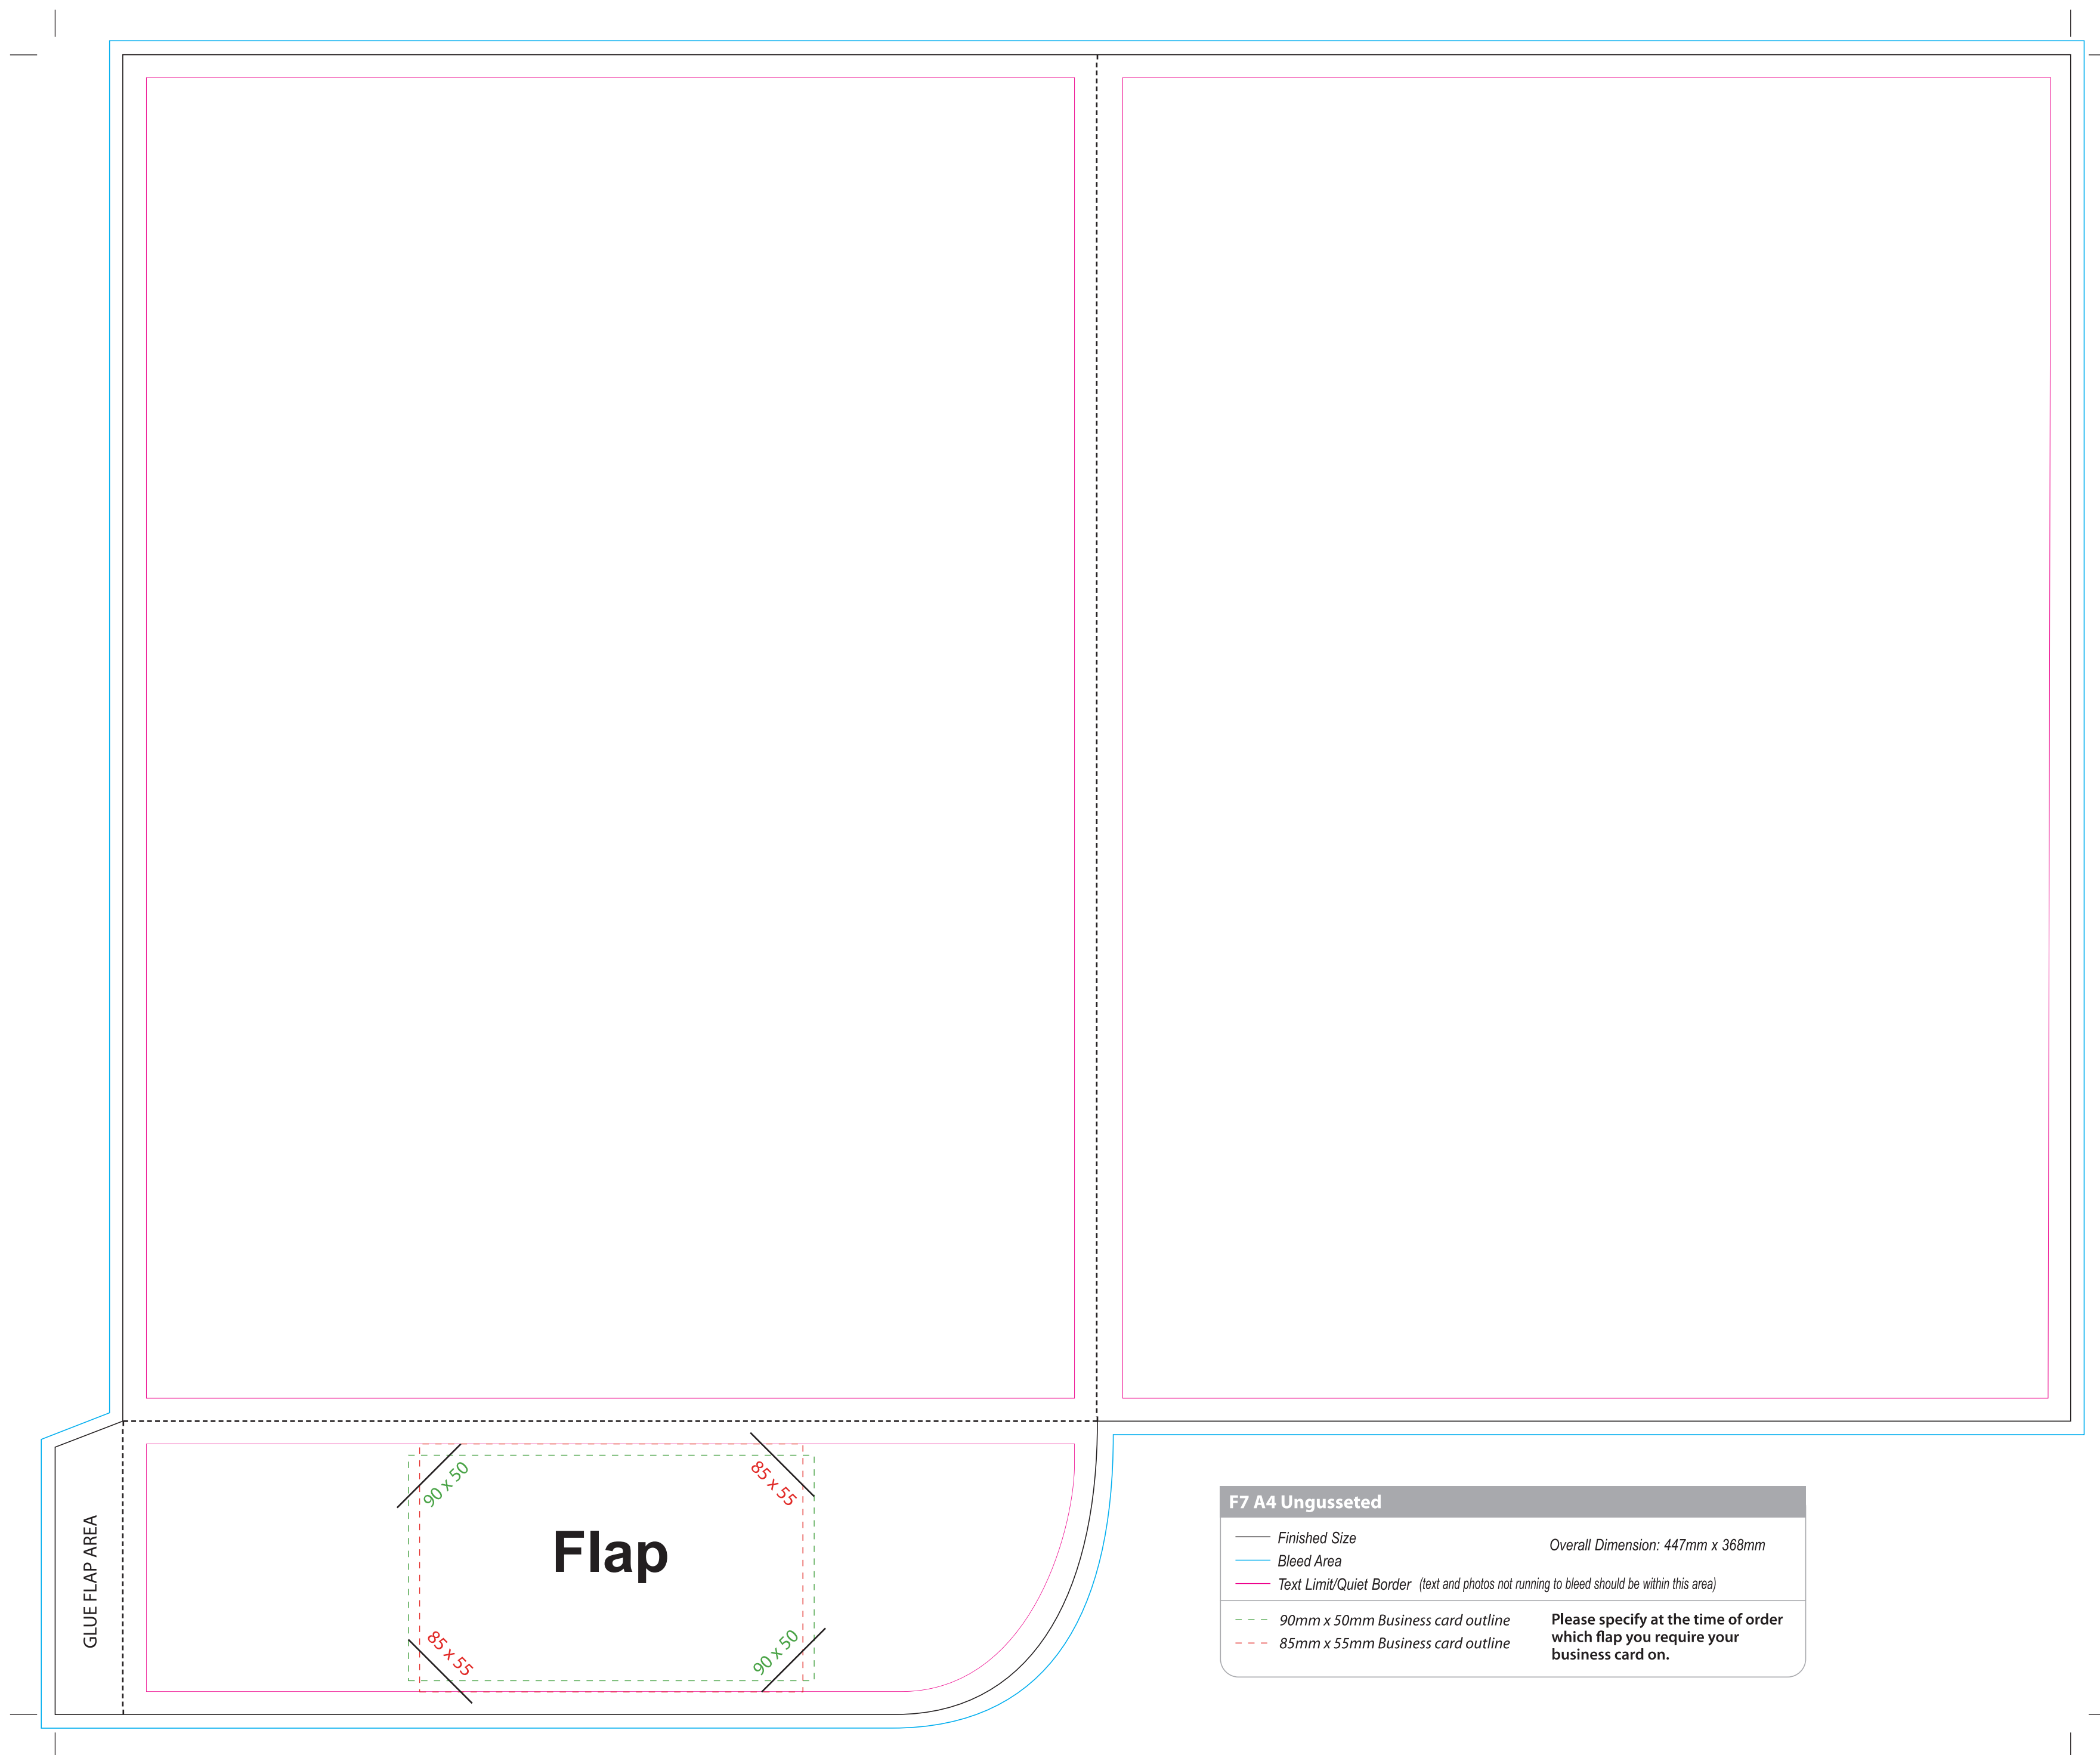 90 x 50
85 x 55
Flap
GLUE FLAP AREA
85 x 55
90 x 50
F7 A4 Ungusseted
Finished Size
Overall Dimension: 447mm x 368mm
Bleed Area
Text Limit/Quiet Border (text and photos not running to bleed should be within this area)
90mm x 50mm Business card outline
85mm x 55mm Business card outline
Please specify at the time of order
which flap you require your
business card on.